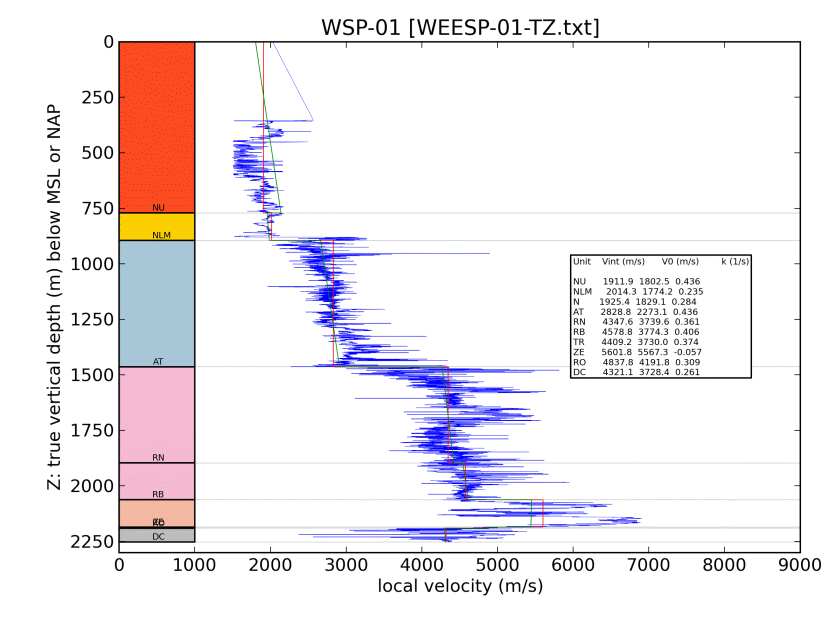 WSP-01 [WEESP-01-TZ.txt]
Z: true vertical depth (m) below MSL or NAP
0
250
500
750
1000
1250
1500
1750
2000
2250
NU
NLM
AT
RN
RB
DC
Unit Vint (m/s) V0 (m/s) k (1/s)
NU 1911.9 1802.5 0.436
NLM 2014.3 1774.2 0.235
N 1925.4 1829.1 0.284
AT 2828.8 2273.1 0.436
RN 4347.6 3739.6 0.361
RB 4578.8 3774.3 0.406
TR 4409.2 3730.0 0.374
ZE 5601.8 5567.3 -0.057
RO 4837.8 4191.8 0.309
DC 4321.1 3728.4 0.261
0 1000 2000 3000 4000 5000 6000 7000 8000 9000
local velocity (m/s)